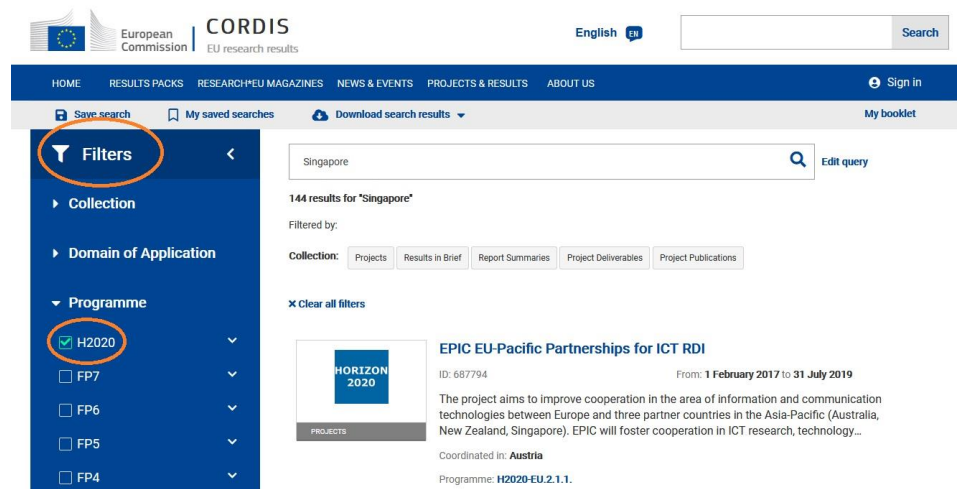 European
Commission
CORDIS
EU research results
English EN
Search
HOME RESULTS PACKS RESEARCH*EU MAGAZINES NEWS & EVENTS PROJECTS & RESULTS ABOUT US Sign in
Save search My saved searches Download search results My booklet
Filters
Collection
Domain of Application
Programme
H2020
FP7
FP6
FP5
FP4
Singapore Edit query
144 results for "Singapore"
Filtered by:
Collection: Projects Results in Brief Report Summaries Project Deliverables Project Publications
× Clear all filters
HORIZON
2020
PROJECTS
EPIC EU-Pacific Partnerships for ICT RDI
ID: 687794 From: 1 February 2017 to 31 July 2019
The project aims to improve cooperation in the area of information and communication
technologies between Europe and three partner countries in the Asia-Pacific (Australia,
New Zealand, Singapore). EPIC will foster cooperation in ICT research, technology...
Coordinated in: Austria
Programme: H2020-EU.2.1.1.